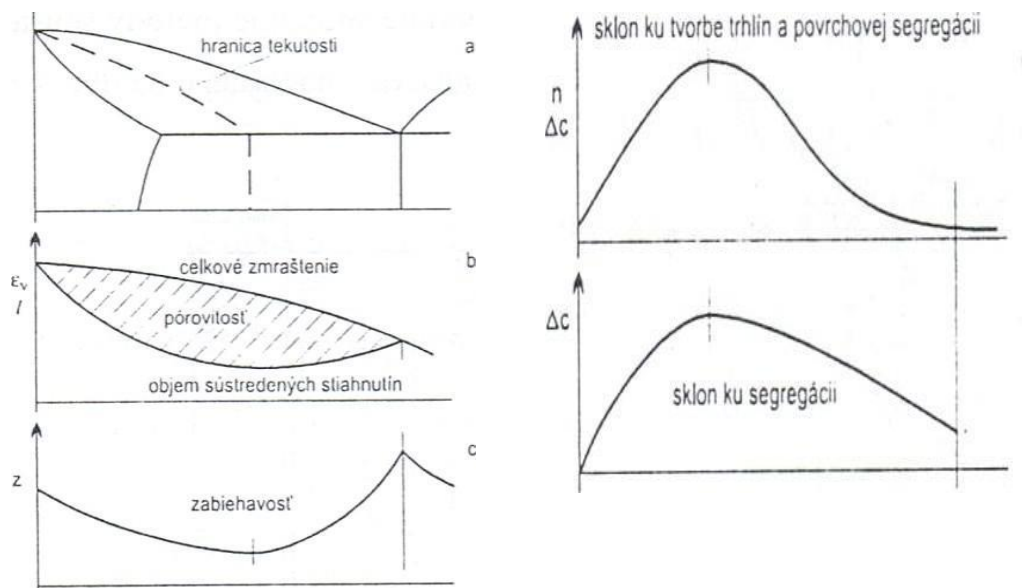 hranica tekutosti
a
εv
l
celkové zmraštenie
b
pórovitosť
objem sústredených stiahnutín
z
c
zabiehavosť
sklon ku tvorbe trhlín a povrchovej segregácii
n
Δc
Δc
sklon ku segregácii